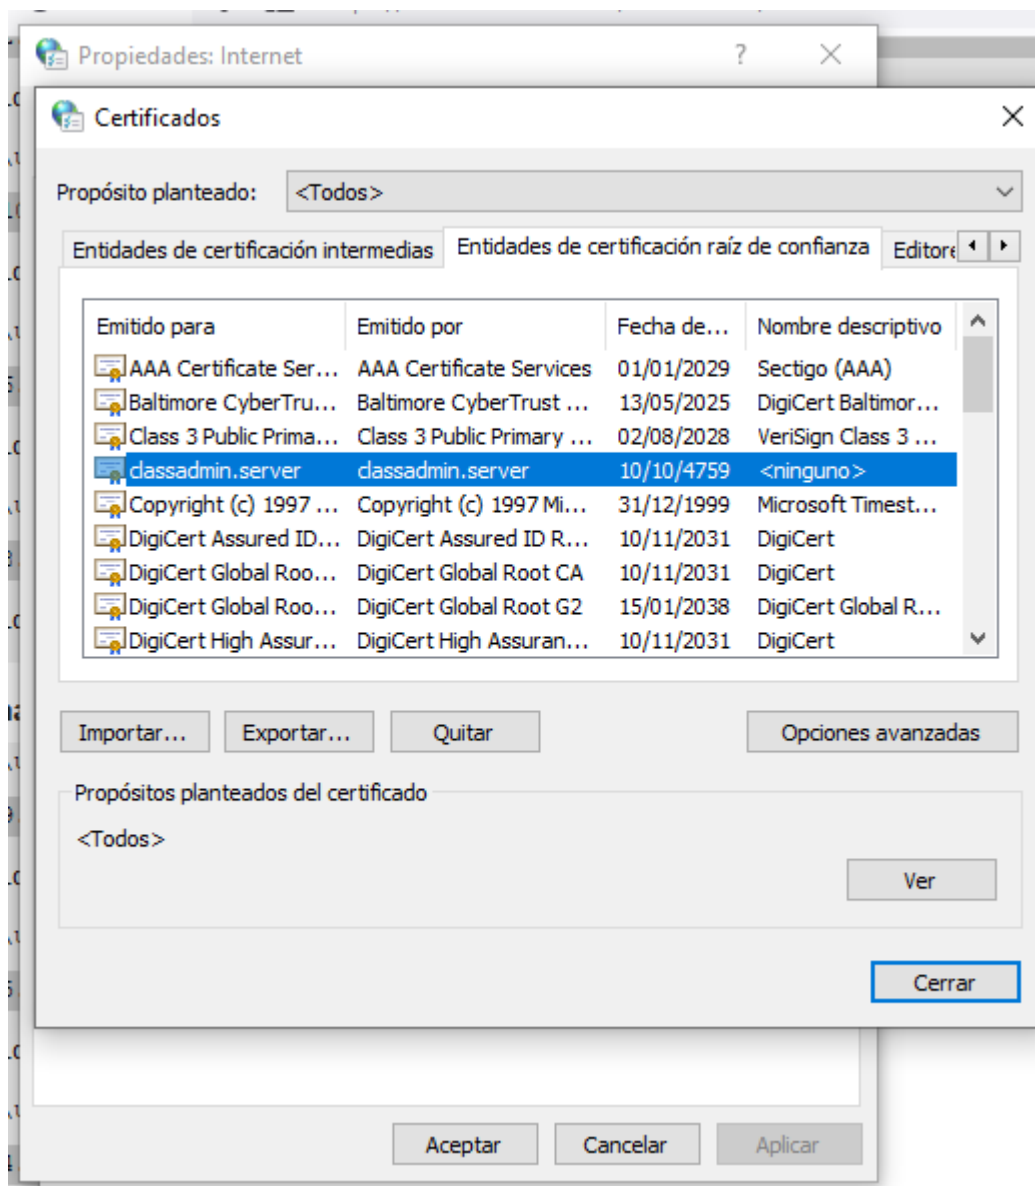 Propiedades: Internet ?
Certificados
Propósito planteado: <Todos>
Entidades de certificación intermedias Entidades de certificación raíz de confianza Editore
Emitido para Emitido por Fecha de... Nombre descriptivo
AAA Certificate Ser... AAA Certificate Services 01/01/2029 Sectigo (AAA)
Baltimore CyberTru... Baltimore CyberTrust ... 13/05/2025 DigiCert Baltimor...
Class 3 Public Prima... Class 3 Public Primary ... 02/08/2028 VeriSign Class 3 ...
classadmin.server classadmin.server 10/10/4759 <ninguno>
Copyright (c) 1997 ... Copyright (c) 1997 Mi... 31/12/1999 Microsoft Timest...
DigiCert Assured ID... DigiCert Assured ID R... 10/11/2031 DigiCert
DigiCert Global Roo... DigiCert Global Root CA 10/11/2031 DigiCert
DigiCert Global Roo... DigiCert Global Root G2 15/01/2038 DigiCert Global R...
DigiCert High Assur... DigiCert High Assuran... 10/11/2031 DigiCert
Importar... Exportar... Quitar Opciones avanzadas
Propósitos planteados del certificado
<Todos>
Ver
Cerrar
Aceptar Cancelar Aplicar